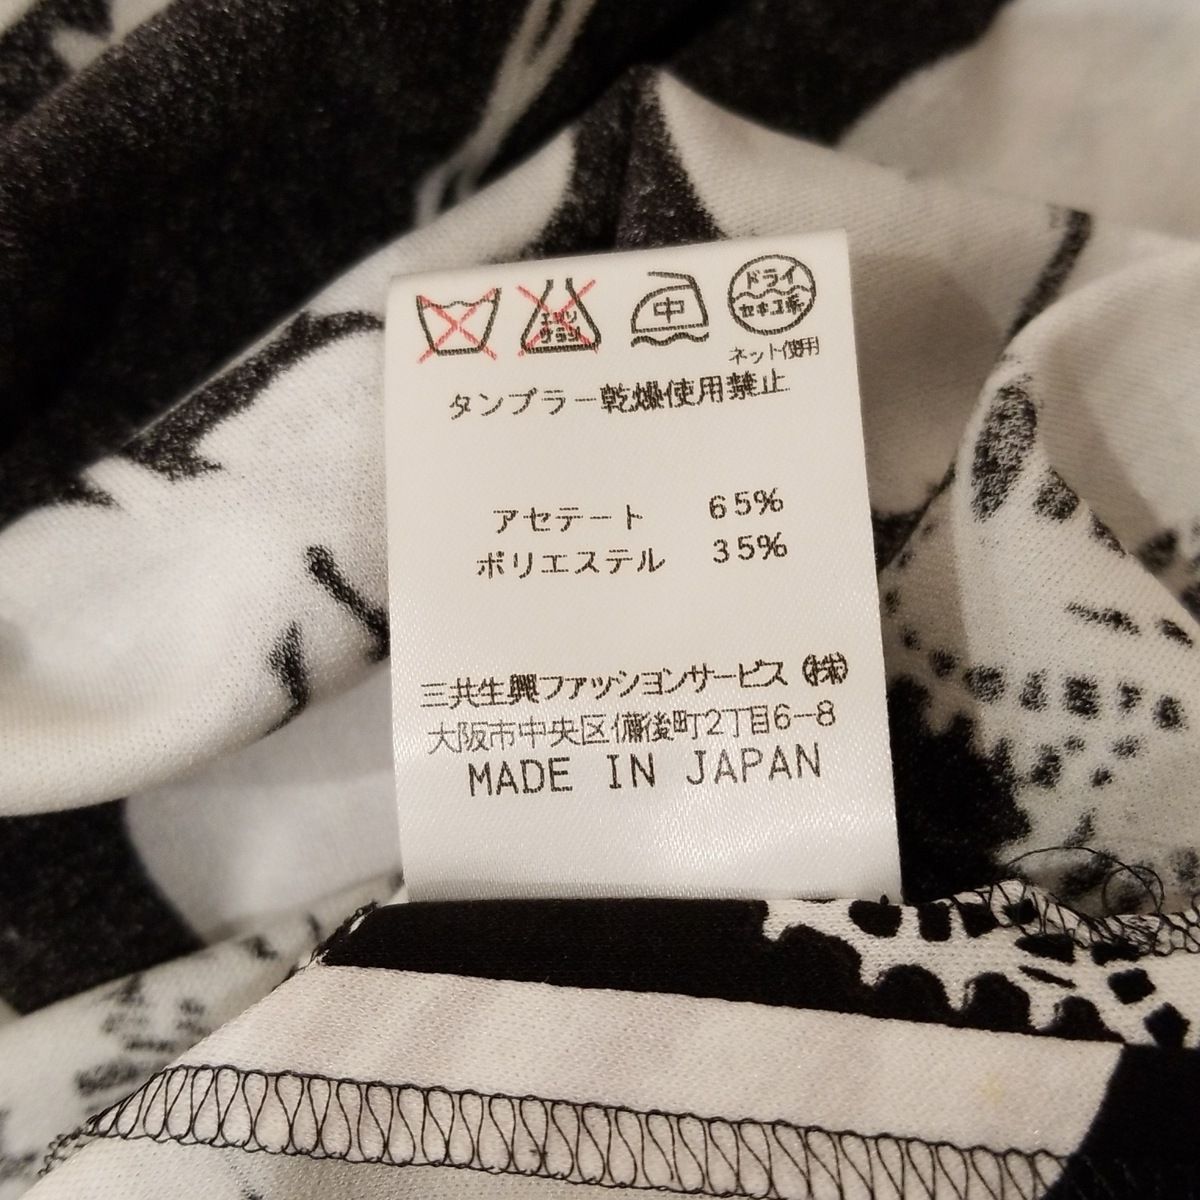 エンソ
サラシ
中
ドライ
セキユ系
ネット使用
タンブラー乾燥使用禁止
アセテート 65%
ポリエステル 35%
三共生興ファッションサービス(株)
大阪市中央区備後町2丁目6-8
MADE IN JAPAN